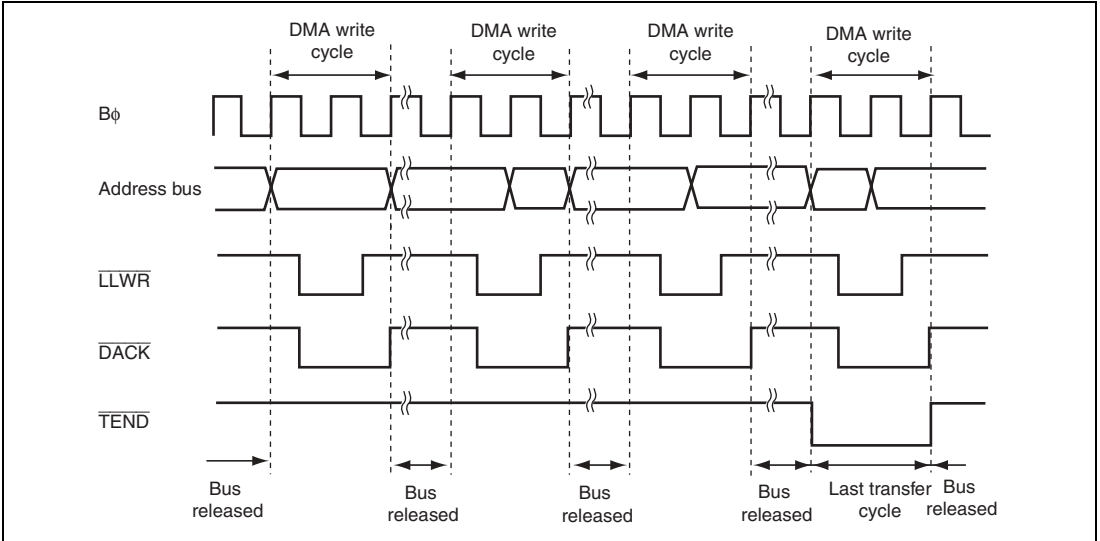 DMA write
cycle
DMA write
cycle
DMA write
cycle
DMA write
cycle
Bϕ
Address bus
LLWR
DACK
TEND
Bus
released
Bus
released
Bus
released
Bus
released
Last transfer
cycle
Bus
released